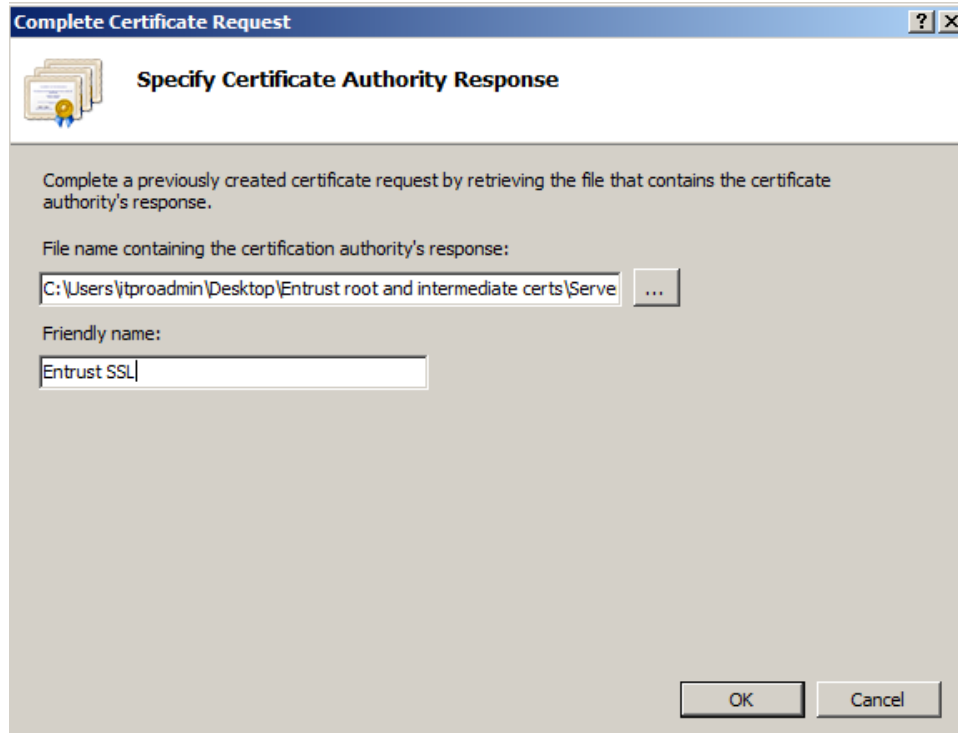 Complete Certificate Request
Specify Certificate Authority Response
Complete a previously created certificate request by retrieving the file that contains the certificate
authority's response.
File name containing the certification authority's response:
C:\Users\itproadmin\Desktop\Entrust root and intermediate certs\Serve
...
Friendly name:
Entrust SSL
OK Cancel